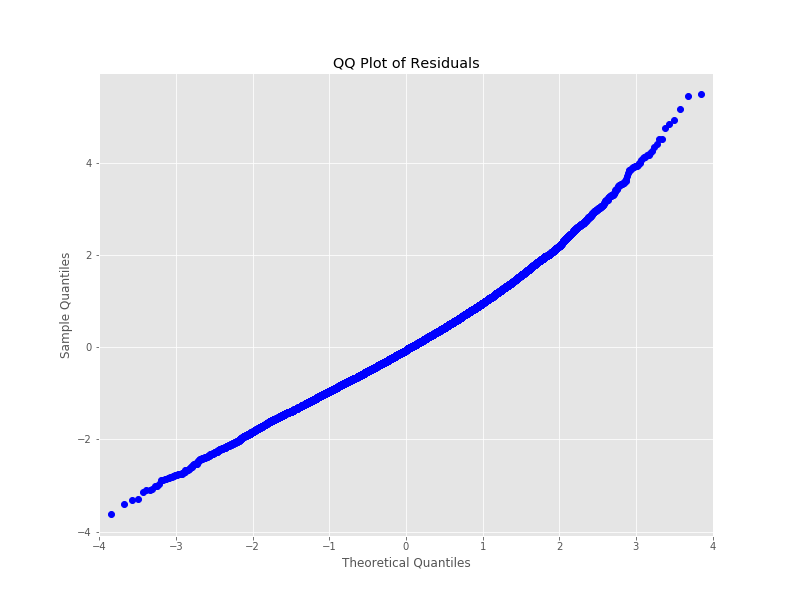 QQ Plot of Residuals
4
2
0
−2
−4
Sample Quantiles
−4 −3 −2 −1 0 1 2 3 4
Theoretical Quantiles